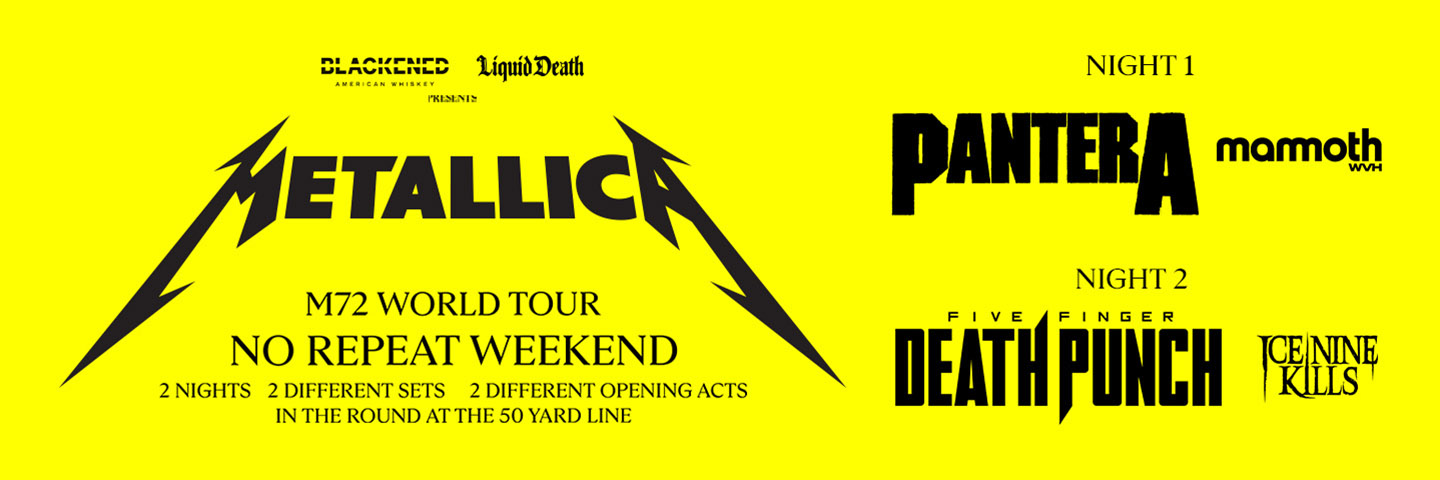 BLACKENED
AMERICAN WHISKEY
Liquid Death
PRESENTS
METALLICA
M72 WORLD TOUR
NO REPEAT WEEKEND
2 NIGHTS 2 DIFFERENT SETS 2 DIFFERENT OPENING ACTS
IN THE ROUND AT THE 50 YARD LINE
NIGHT 1
PANTERA
mammoth
WVH
NIGHT 2
FIVE FINGER
DEATH PUNCH
ICE NINE
KILLS